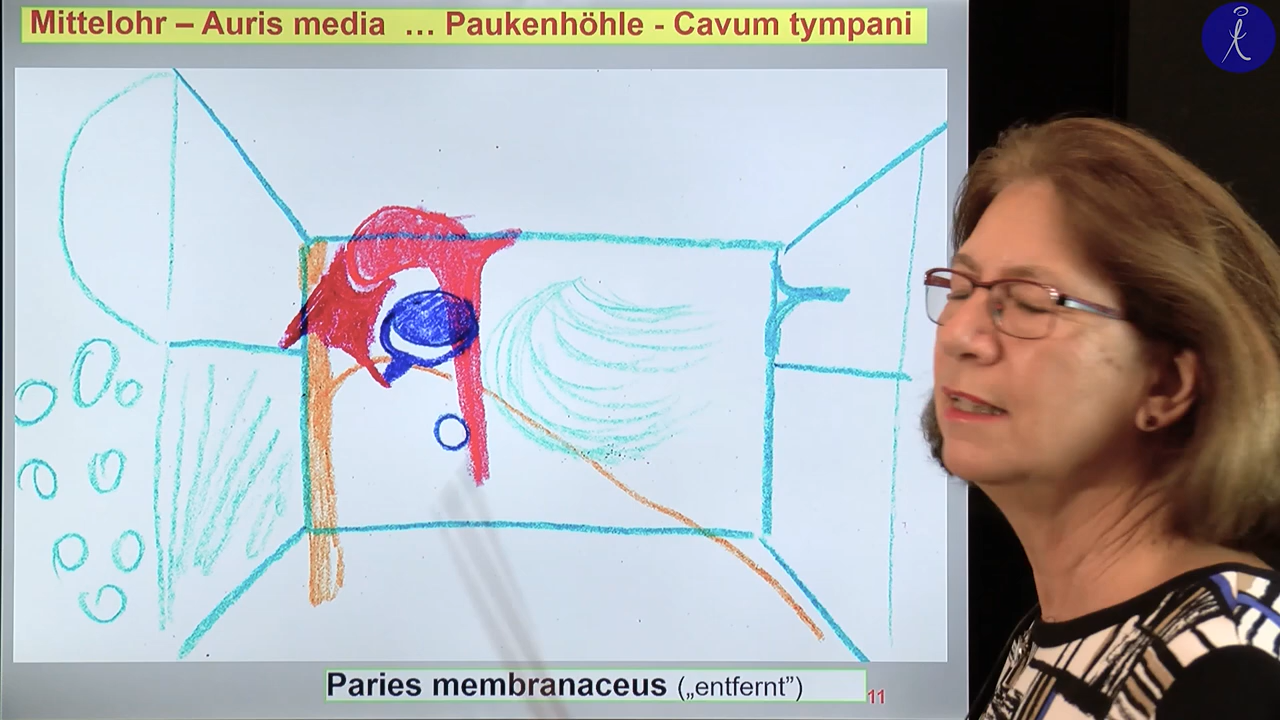 Mittelohr – Auris media … Paukenhöhle - Cavum tympani
Paries membranaceus („entfernt”)
11